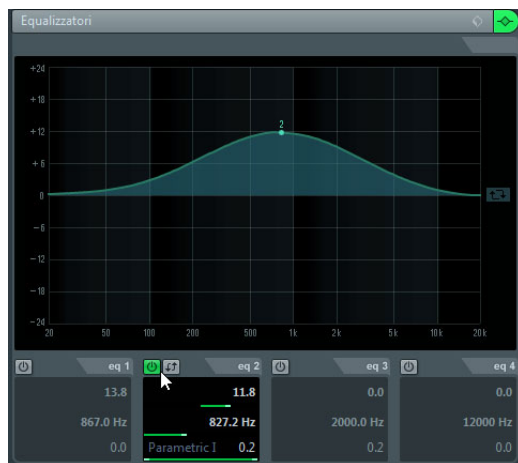 Equalizzatori
+24
+18
+12
2
+6
0
−6
−12
−18
−24
20 50 100 200 500 1k 2k 5k 10k 20k
eq 1 eq 2 eq 3 eq 4
13.8 11.8 0.0 0.0
867.0 Hz 827.2 Hz 2000.0 Hz 12000 Hz
0.0 Parametric I 0.2 0.2 0.0